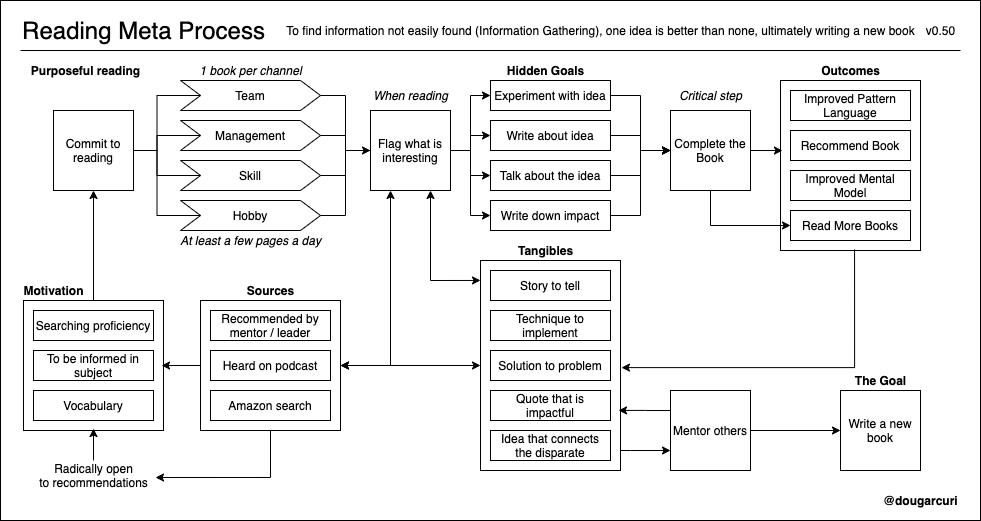 Reading Meta Process
To find information not easily found (Information Gathering), one idea is better than none, ultimately writing a new book v0.50
Purposeful reading
1 book per channel
Commit to
reading
Team
Management
Skill
Hobby
At least a few pages a day
When reading
Flag what is
interesting
Hidden Goals
Experiment with idea
Write about idea
Talk about the idea
Write down impact
Critical step
Complete the
Book
Outcomes
Improved Pattern
Language
Recommend Book
Improved Mental
Model
Read More Books
Motivation
Searching proficiency
To be informed in
subject
Vocabulary
Radically open
to recommendations
Sources
Recommended by
mentor / leader
Heard on podcast
Amazon search
Tangibles
Story to tell
Technique to
implement
Solution to problem
Quote that is
impactful
Idea that connects
the disparate
Mentor others
The Goal
Write a new
book
@dougarcuri